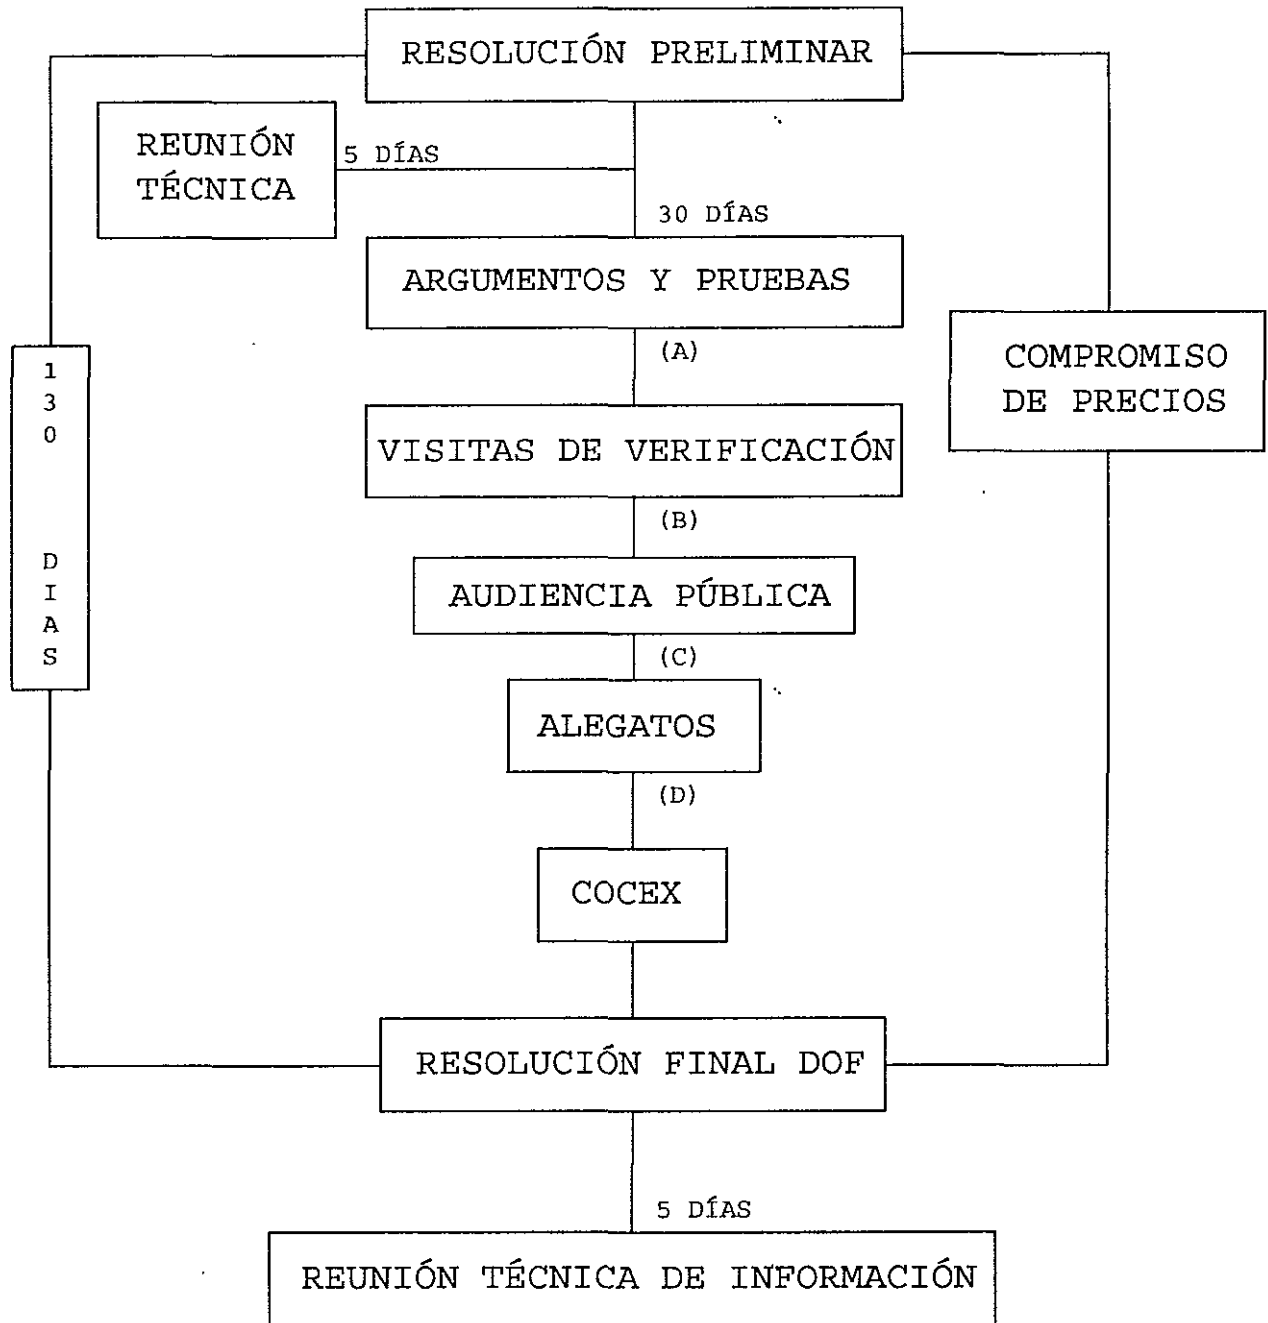 RESOLUCIÓN PRELIMINAR
REUNIÓN
TÉCNICA
5 DÍAS
30 DÍAS
ARGUMENTOS Y PRUEBAS
(A)
COMPROMISO
DE PRECIOS
1
3
0
D
I
A
S
VISITAS DE VERIFICACIÓN
(B)
AUDIENCIA PÚBLICA
(C)
ALEGATOS
(D)
COCEX
RESOLUCIÓN FINAL DOF
5 DÍAS
REUNIÓN TÉCNICA DE INFORMACIÓN